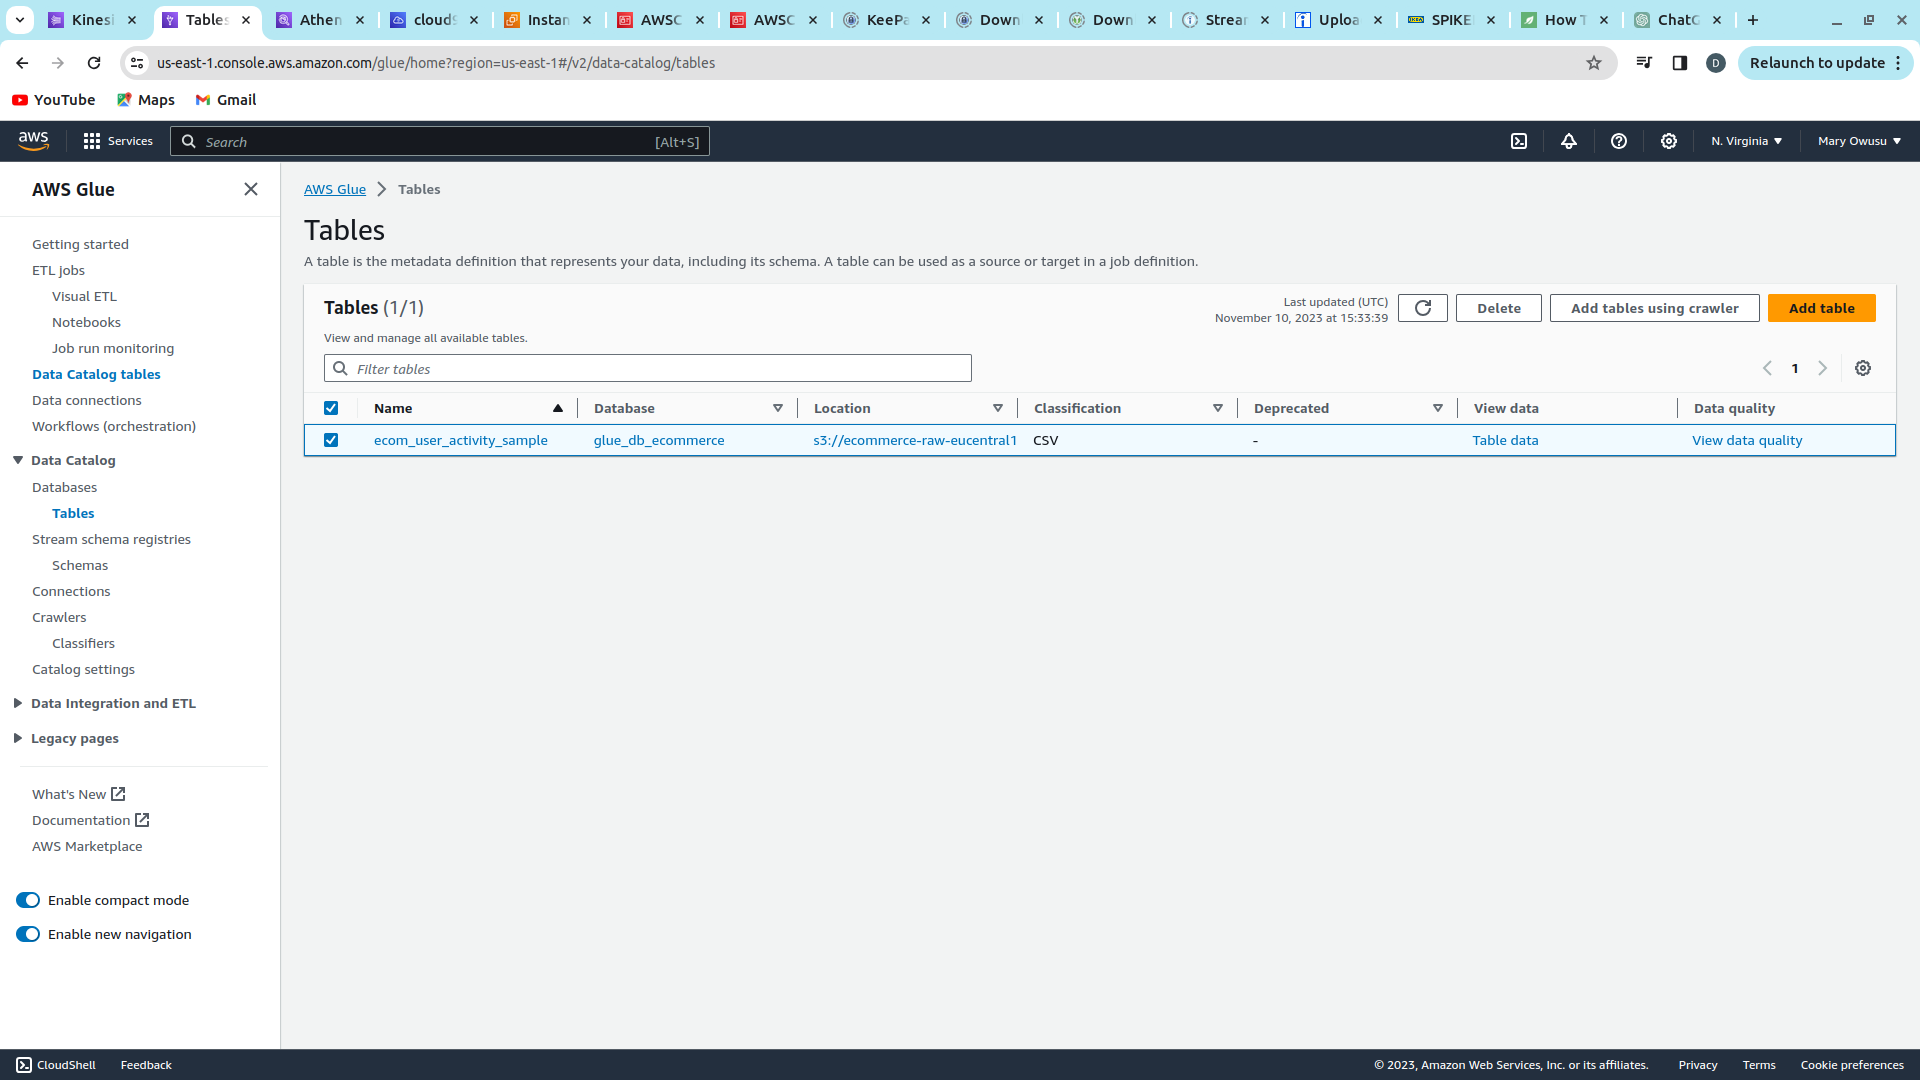 Kinesi
Tables
Athen
cloud9
Instan
AWSC
AWSC
KeePa
Down
Down
Strear
Uploa
IKEA SPIKE
How T
ChatG
us-east-1.console.aws.amazon.com/glue/home?region=us-east-1#/v2/data-catalog/tables
D
Relaunch to update
YouTube
Maps
Gmail
aws
Services
Search
[Alt+S]
N. Virginia
Mary Owusu
AWS Glue
Getting started
ETL jobs
Visual ETL
Notebooks
Job run monitoring
Data Catalog tables
Data connections
Workflows (orchestration)
Data Catalog
Databases
Tables
Stream schema registries
Schemas
Connections
Crawlers
Classifiers
Catalog settings
Data Integration and ETL
Legacy pages
What's New
Documentation
AWS Marketplace
Enable compact mode
Enable new navigation
AWS Glue
Tables
Tables
A table is the metadata definition that represents your data, including its schema. A table can be used as a source or target in a job definition.
Tables (1/1)
View and manage all available tables.
Last updated (UTC)
November 10, 2023 at 15:33:39
Delete
Add tables using crawler
Add table
Filter tables
1
Name Database Location Classification Deprecated View data Data quality
ecom_user_activity_sample glue_db_ecommerce s3://ecommerce-raw-eucentral1 CSV - Table data View data quality
CloudShell
Feedback
© 2023, Amazon Web Services, Inc. or its affiliates.
Privacy
Terms
Cookie preferences